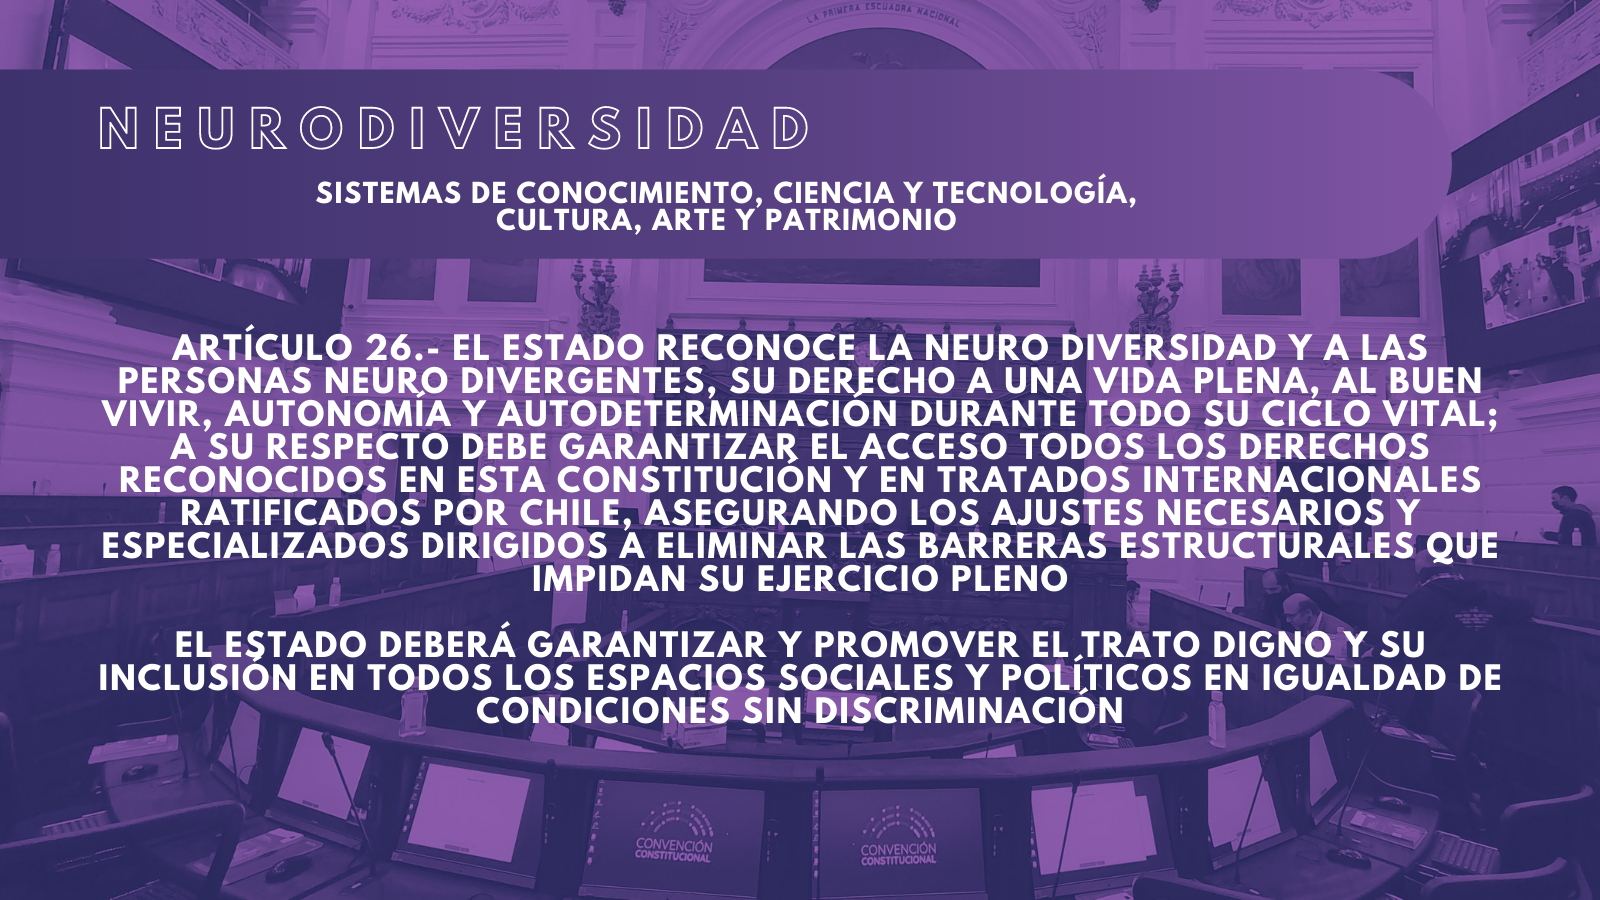 LA PRIMERA ESCUADRA NACIONAL
NEURODIVERSIDAD
SISTEMAS DE CONOCIMIENTO, CIENCIA Y TECNOLOGÍA,
CULTURA, ARTE Y PATRIMONIO
ARTÍCULO 26.- EL ESTADO RECONOCE LA NEURO DIVERSIDAD Y A LAS
PERSONAS NEURO DIVERGENTES, SU DERECHO A UNA VIDA PLENA, AL BUEN
VIVIR, AUTONOMÍA Y AUTODETERMINACIÓN DURANTE TODO SU CICLO VITAL;
A SU RESPECTO DEBE GARANTIZAR EL ACCESO TODOS LOS DERECHOS
RECONOCIDOS EN ESTA CONSTITUCIÓN Y EN TRATADOS INTERNACIONALES
RATIFICADOS POR CHILE, ASEGURANDO LOS AJUSTES NECESARIOS Y
ESPECIALIZADOS DIRIGIDOS A ELIMINAR LAS BARRERAS ESTRUCTURALES QUE
IMPIDAN SU EJERCICIO PLENO
EL ESTADO DEBERÁ GARANTIZAR Y PROMOVER EL TRATO DIGNO Y SU
INCLUSIÓN EN TODOS LOS ESPACIOS SOCIALES Y POLÍTICOS EN IGUALDAD DE
CONDICIONES SIN DISCRIMINACIÓN
CONVENCIÓN
CONSTITUCIONAL
CONVENCIÓN
CONSTITUCIONAL